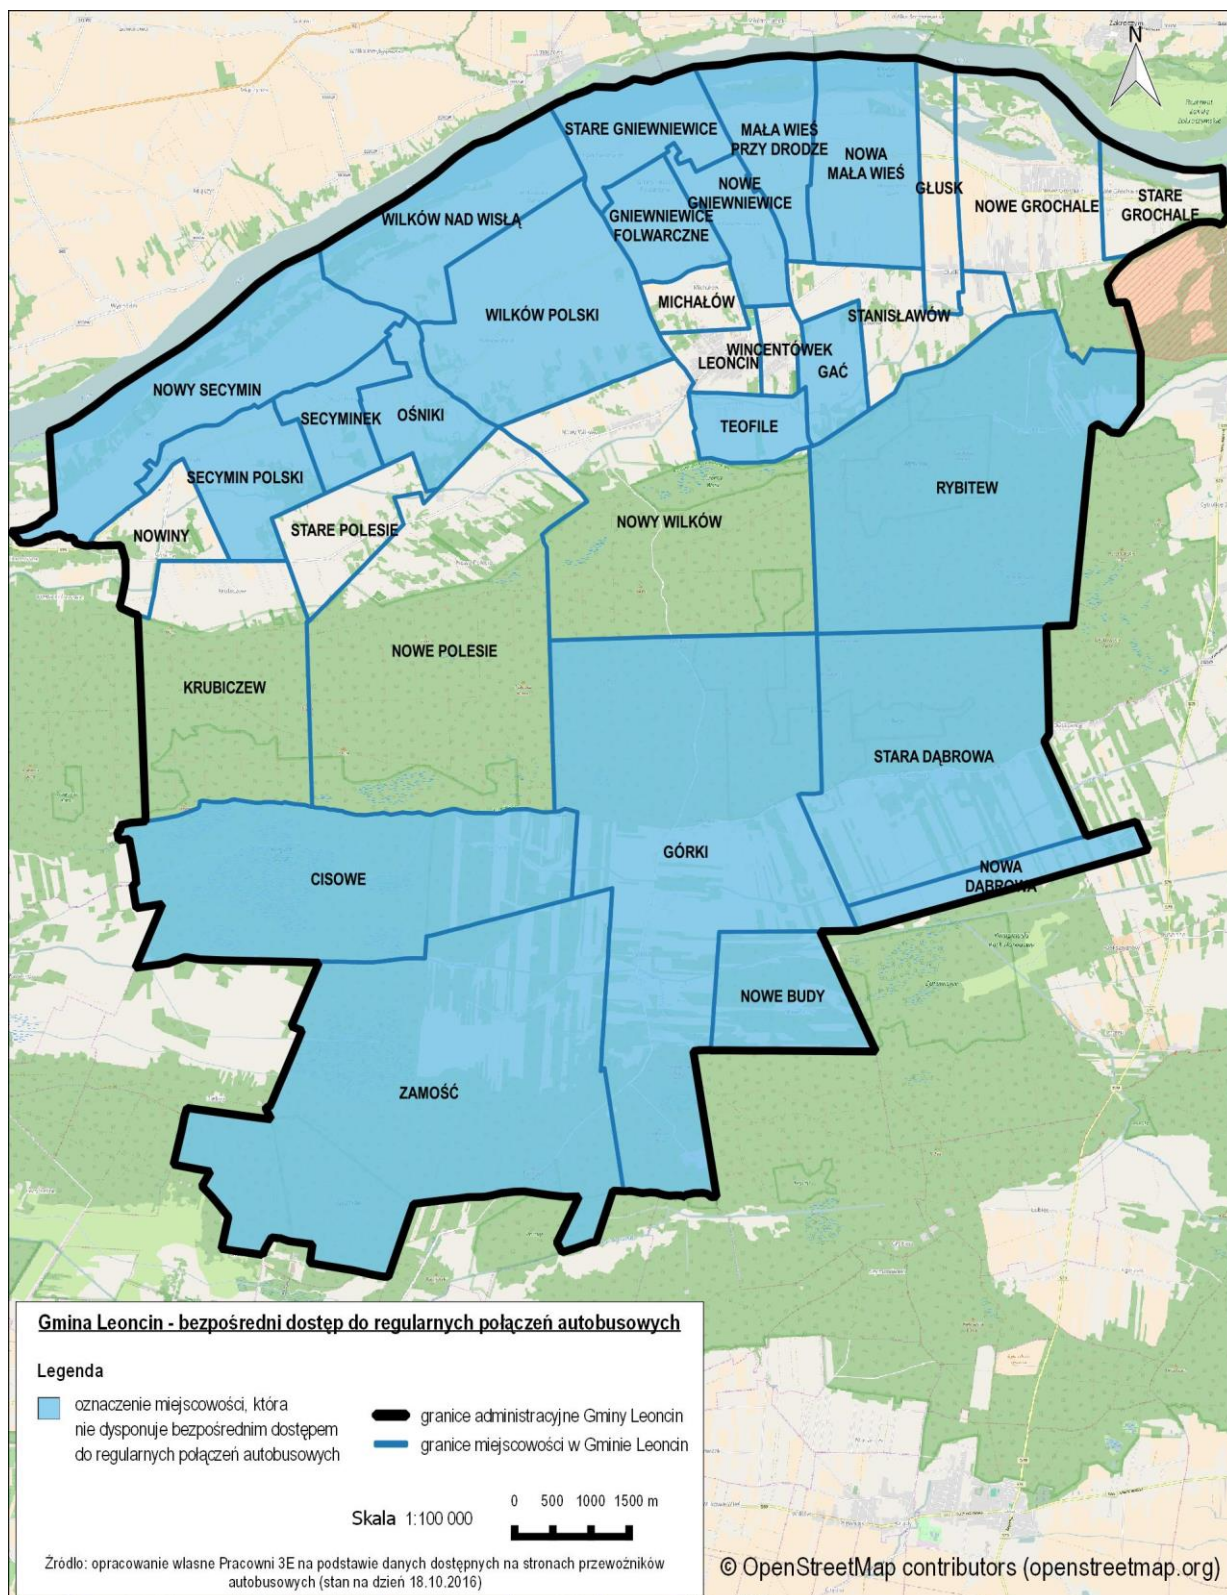 N
STARE GNIEWNIEWICE
MAŁA WIEŚ
PRZY DRODZE
NOWA
MAŁA WIEŚ
GŁUSK
NOWE GROCHALE
STARE
GROCHALE
WILKÓW NAD WISŁĄ
GNIEWNIEWICE
FOLWARCZNE
NOWE
GNIEWNIEWICE
MICHAŁÓW
WILKÓW POLSKI
STANISŁAWÓW
WINCENTÓWEK
LEONCIN
GAĆ
NOWY SECYMIN
SECYMINEK
OŚNIKI
TEOFILE
SECYMIN POLSKI
RYBITEW
NOWINY
STARE POLESIE
NOWY WILKÓW
NOWE POLESIE
KRUBICZEW
STARA DĄBROWA
GÓRKI
CISOWE
NOWA
DĄBROWA
NOWE BUDY
ZAMOŚĆ
Gmina Leoncin - bezpośredni dostęp do regularnych połączeń autobusowych
Legenda
oznaczenie miejscowości, która
nie dysponuje bezpośrednim dostępem
do regularnych połączeń autobusowych
granice administracyjne Gminy Leoncin
granice miejscowości w Gminie Leoncin
Skala 1:100 000
0 500 1000 1500 m
Źródło: opracowanie własne Pracowni 3E na podstawie danych dostępnych na stronach przewoźników
autobusowych (stan na dzień 18.10.2016)
© OpenStreetMap contributors (openstreetmap.org)